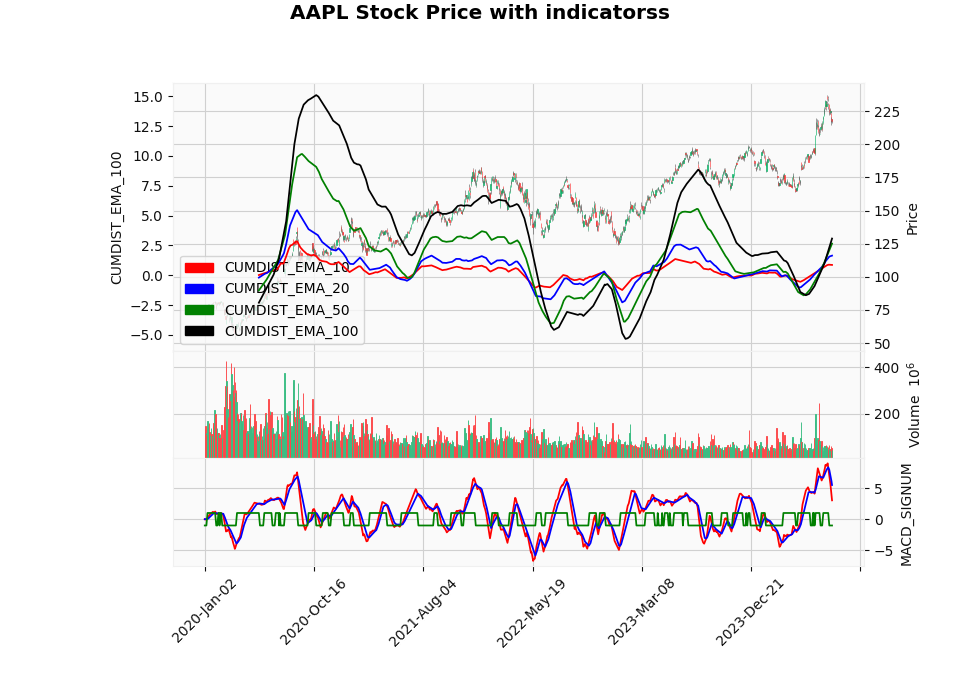 AAPL Stock Price with indicatorss
CUMDIST_EMA_100
15.0
12.5
10.0
7.5
5.0
2.5
0.0
−2.5
−5.0
CUMDIST_EMA_10
CUMDIST_EMA_20
CUMDIST_EMA_50
CUMDIST_EMA_100
225
200
175
150
125
100
75
50
Price
400
200
Volume 10⁶
5
0
−5
MACD_SIGNUM
2020-Jan-02
2020-Oct-16
2021-Aug-04
2022-May-19
2023-Mar-08
2023-Dec-21